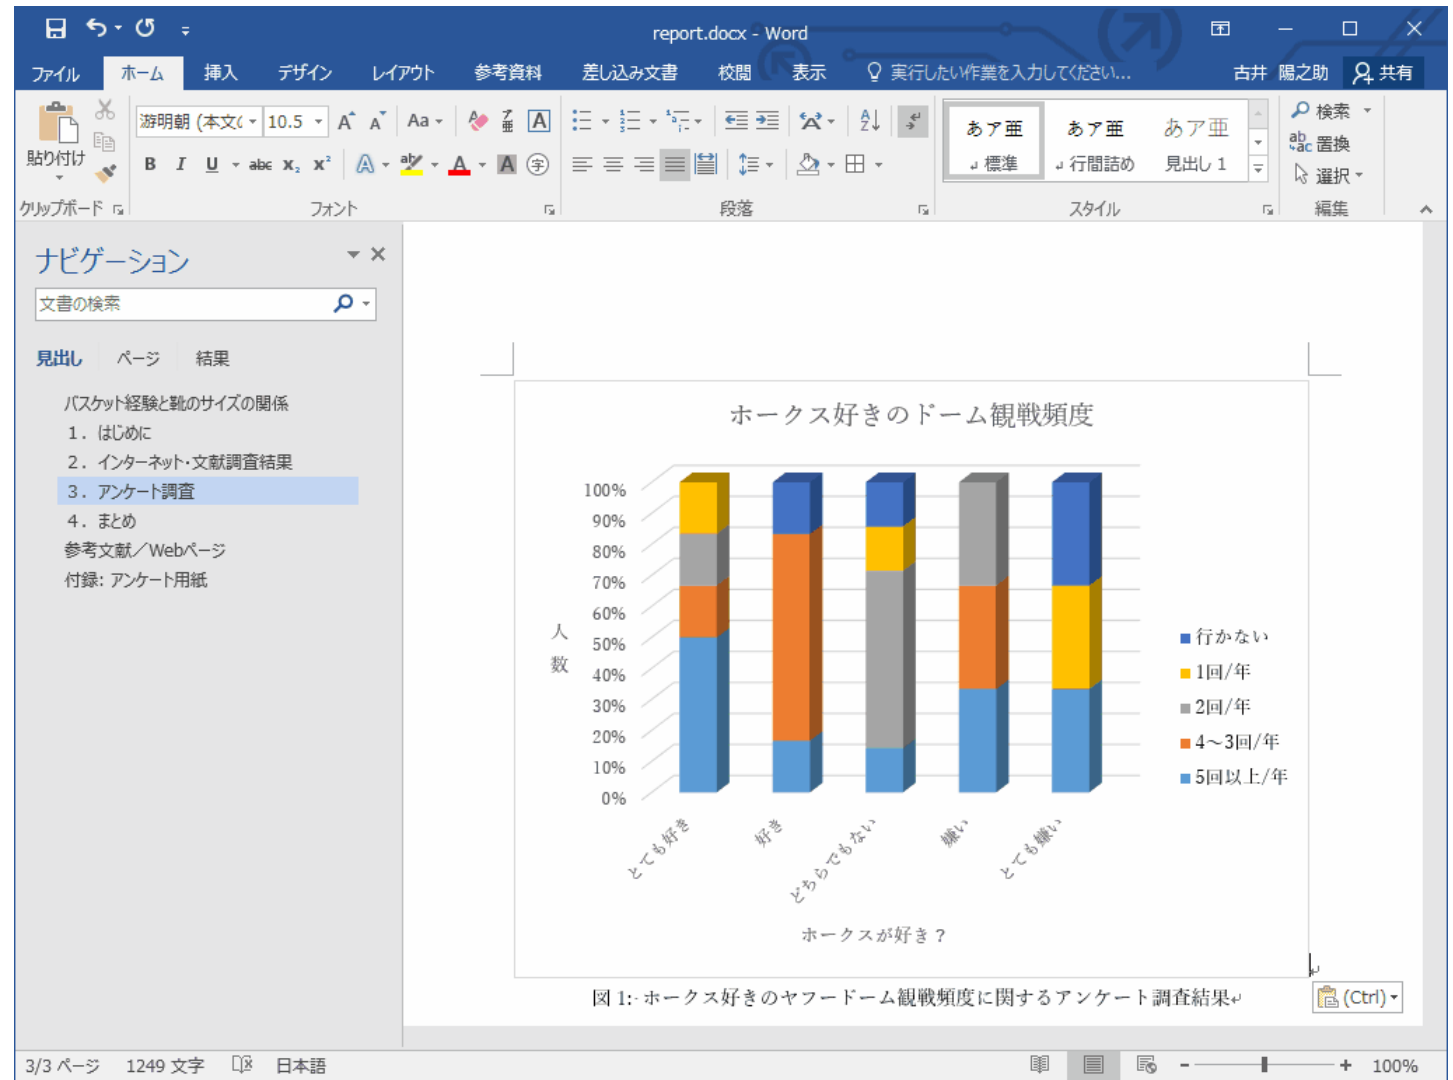 report.docx - Word
ファイル ホーム 挿入 デザイン レイアウト 参考資料 差し込み文書 校閲 表示 実行したい作業を入力してください... 古井 陽之助 共有
游明朝 (本文( 10.5 A A Aa ア亜 A
検索
置換
選択
貼り付け
B I U abc x₂ x² A aby A A 字
あア亜 あア亜 あア亜
標準 行間詰め 見出し 1
クリップボード フォント 段落 スタイル 編集
ナビゲーション
文書の検索
見出し ページ 結果
バスケット経験と靴のサイズの関係
1. はじめに
2. インターネット・文献調査結果
3. アンケート調査
4. まとめ
参考文献／Webページ
付録: アンケート用紙
ホークス好きのドーム観戦頻度
100%
90%
80%
70%
60%
50%
40%
30%
20%
10%
0%
人数
行かない
1回/年
2回/年
4～3回/年
5回以上/年
とても好き 好き どちらでもない 嫌い とても嫌い
ホークスが好き？
図 1: ホークス好きのヤフードーム観戦頻度に関するアンケート調査結果
(Ctrl)
3/3 ページ 1249 文字 日本語 100%